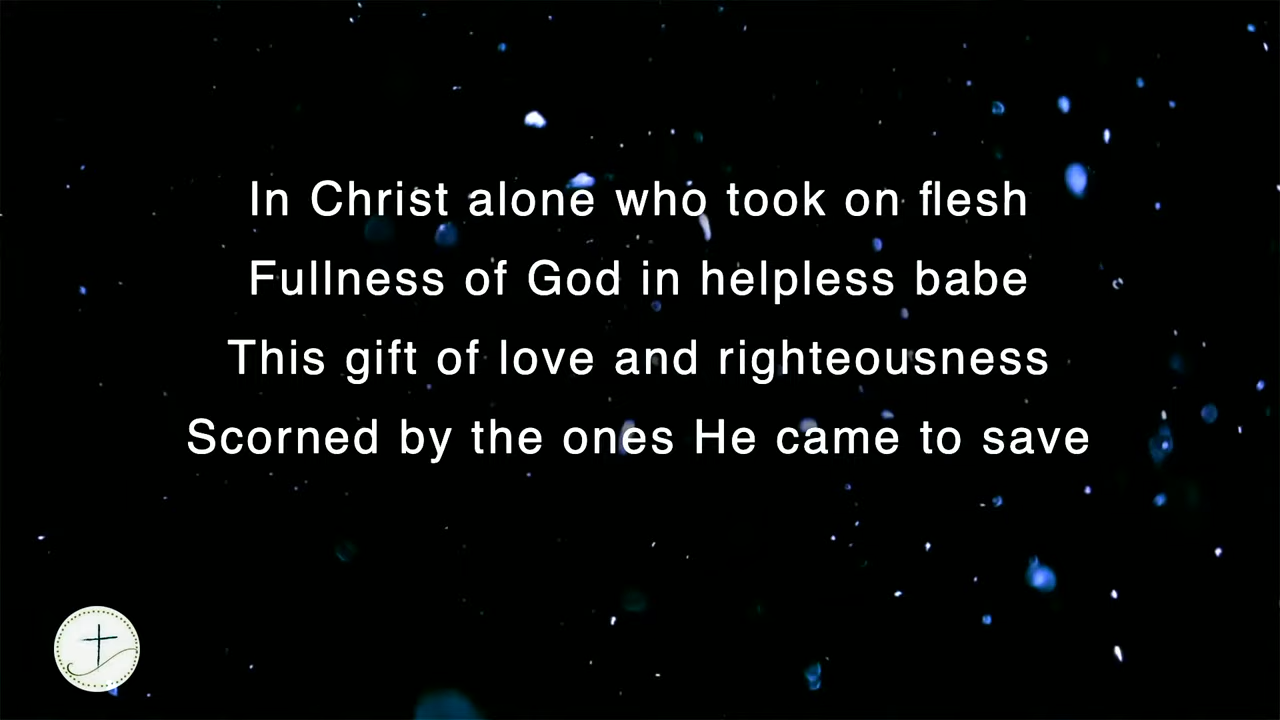 In Christ alone who took on flesh
Fullness of God in helpless babe
This gift of love and righteousness
Scorned by the ones He came to save